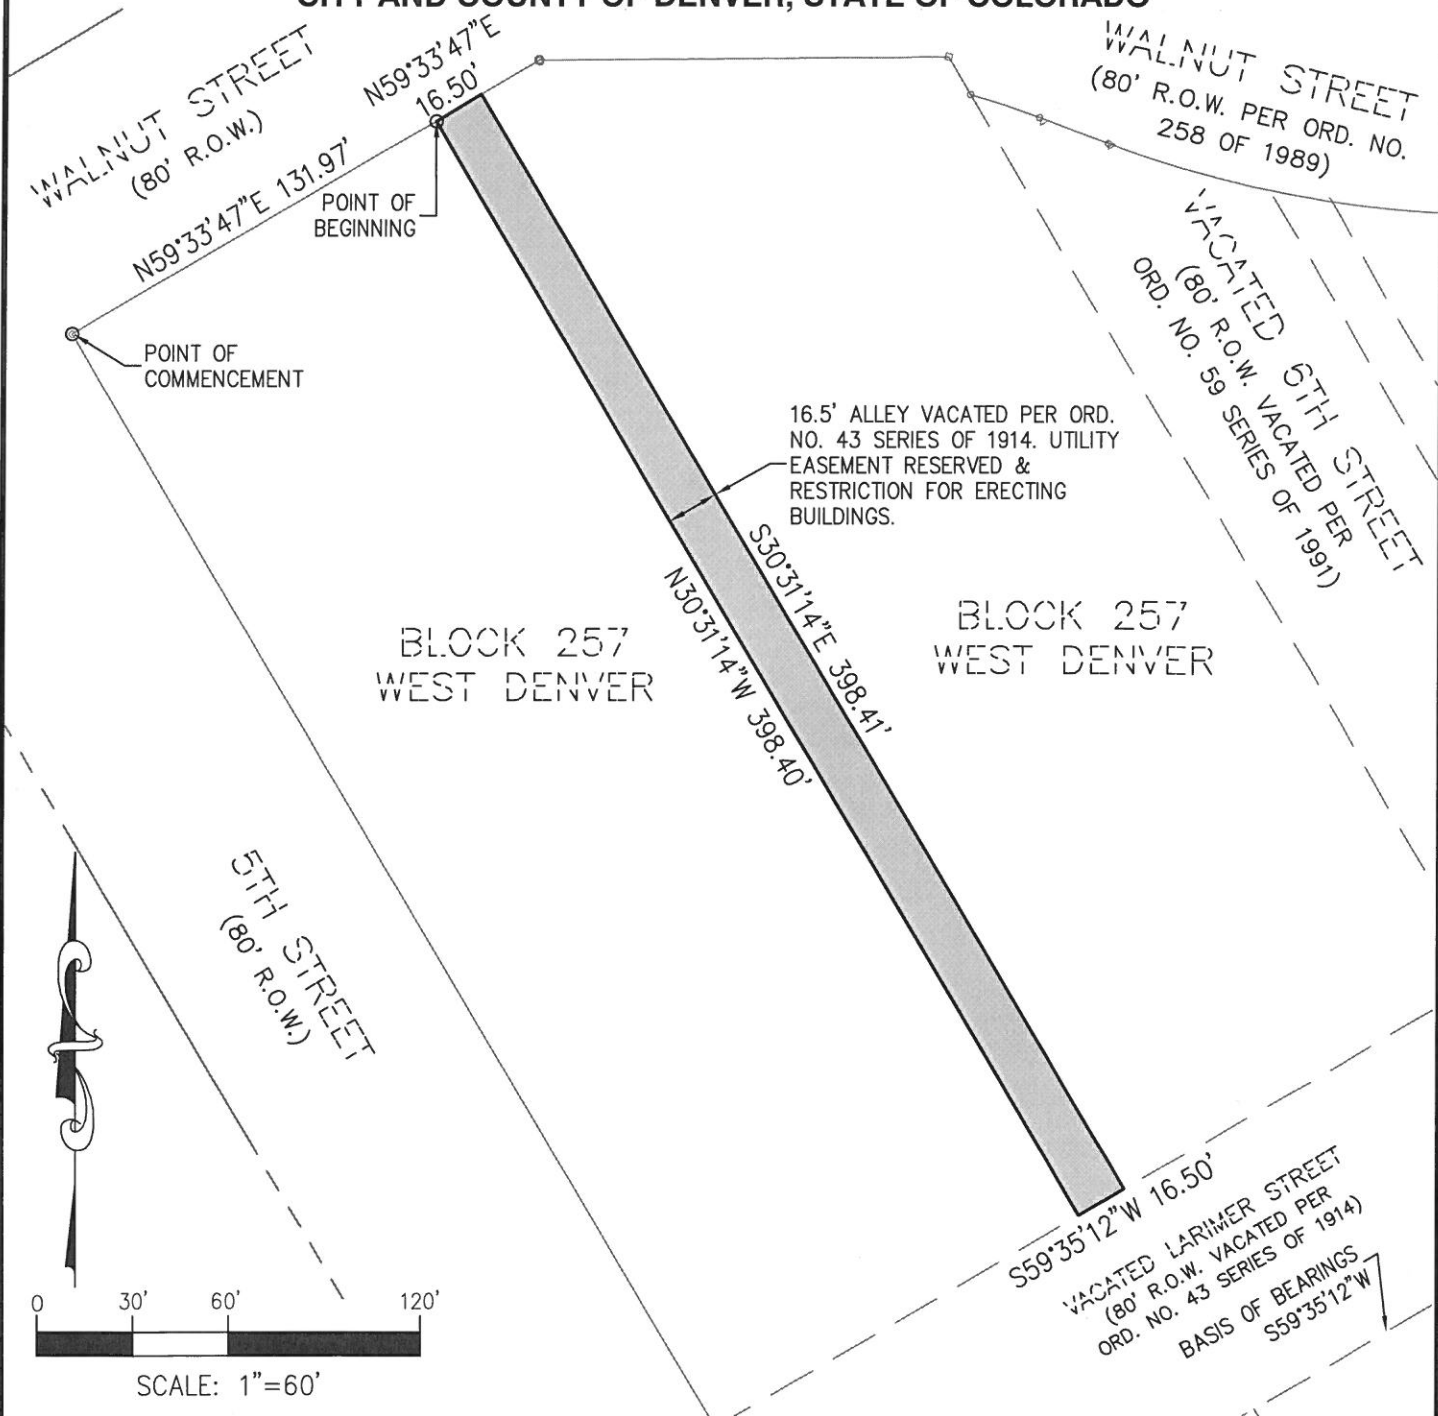 CITY AND COUNTY OF DENVER, STATE OF COLORADO
WALNUT STREET
(80' R.O.W.)
N59°33'47"E
16.50'
WALNUT STREET
(80' R.O.W. PER ORD. NO.
258 OF 1989)
N59°33'47"E 131.97'
POINT OF
BEGINNING
POINT OF
COMMENCEMENT
VACATED 6TH STREET
(80' R.O.W. VACATED PER
ORD. NO. 59 SERIES OF 1991)
16.5' ALLEY VACATED PER ORD.
NO. 43 SERIES OF 1914. UTILITY
EASEMENT RESERVED &
RESTRICTION FOR ERECTING
BUILDINGS.
S30°31'14"E 398.41'
N30°31'14"W 398.40'
BLOCK 257
WEST DENVER
BLOCK 257
WEST DENVER
5TH STREET
(80' R.O.W.)
S59°35'12"W 16.50'
VACATED LARIMER STREET
(80' R.O.W. VACATED PER
ORD. NO. 43 SERIES OF 1914)
BASIS OF BEARINGS
S59°35'12"W
0 30' 60' 120'
SCALE: 1"=60'